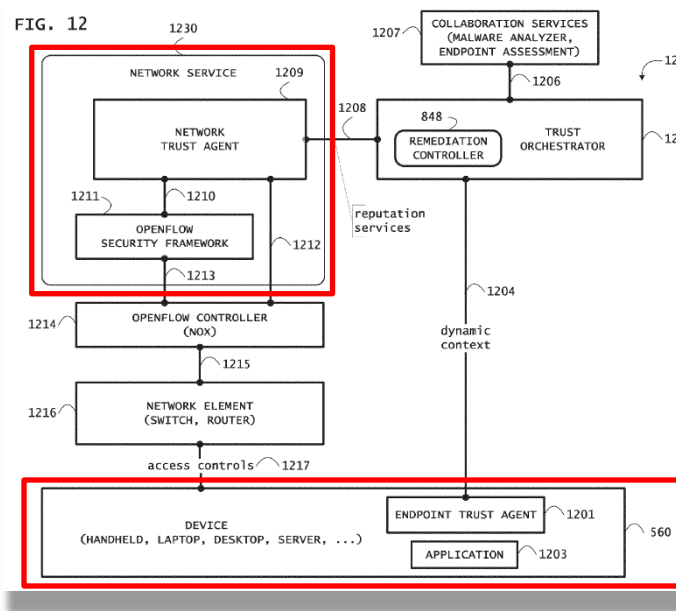 FIG. 12
1230
NETWORK SERVICE
1209
NETWORK
TRUST AGENT
1211
1210
OPENFLOW
SECURITY FRAMEWORK
1212
1213
1214
OPENFLOW CONTROLLER
(NOX)
1215
1216
NETWORK ELEMENT
(SWITCH, ROUTER)
access controls
1217
1207
COLLABORATION SERVICES
(MALWARE ANALYZER,
ENDPOINT ASSESSMENT)
1206
1208
848
REMEDIATION
CONTROLLER
TRUST
ORCHESTRATOR
reputation
services
1204
dynamic
context
DEVICE
(HANDHELD, LAPTOP, DESKTOP, SERVER, ...)
ENDPOINT TRUST AGENT
1201
APPLICATION
1203
560